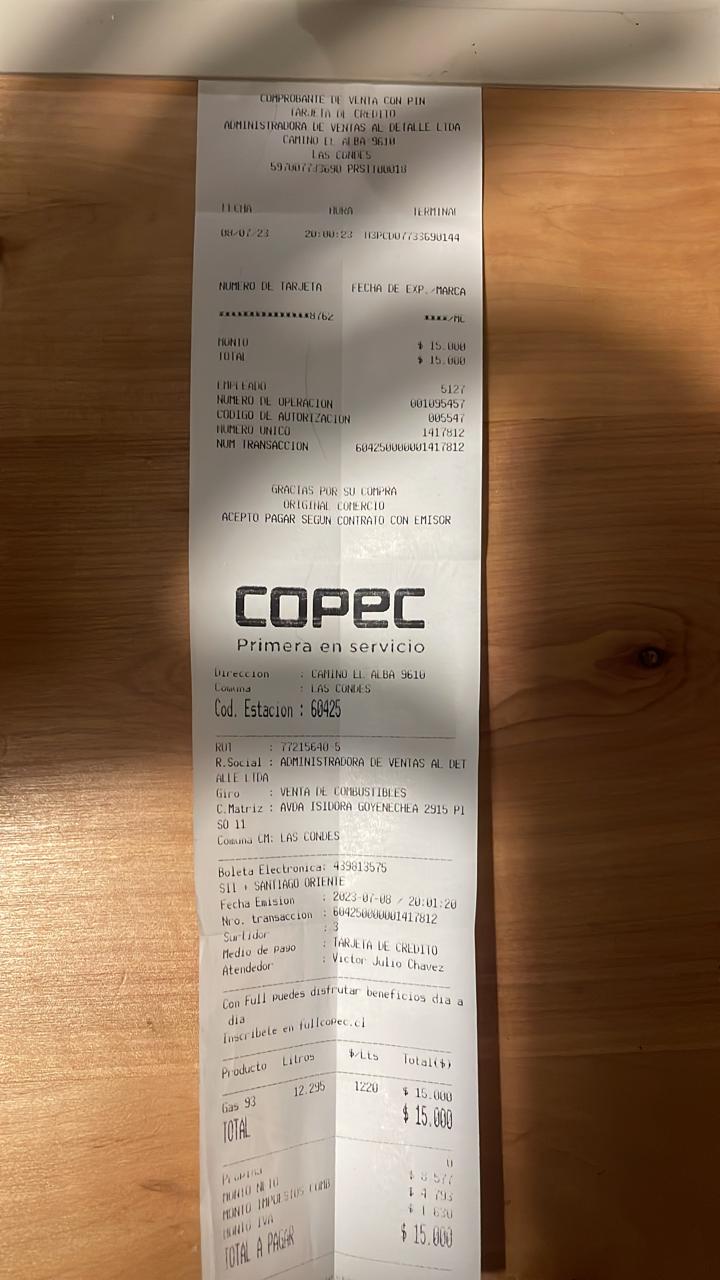 COMPROBANTE DE VENTA CON PIN
TARJETA DE CREDITO
ADMINISTRADORA DE VENTAS AL DETALLE LTDA
CAMINO EL ALBA 9610
LAS CONDES
597007733690 PRS1100018
FECHA HORA TERMINAL
08/07/23 20:00:23 H3PCD07733690144
NUMERO DE TARJETA FECHA DE EXP./MARCA
8762 ****/MC
MONTO $ 15.000
TOTAL $ 15.000
EMPLEADO 5127
NUMERO DE OPERACION 001095457
CODIGO DE AUTORIZACION 005547
NUMERO UNICO 1417812
NUM TRANSACCION 604250000001417812
GRACIAS POR SU COMPRA
ORIGINAL COMERCIO
ACEPTO PAGAR SEGUN CONTRATO CON EMISOR
COPEC
Primera en servicio
Direccion : CAMINO EL ALBA 9610
Comuna : LAS CONDES
Cod. Estacion : 60425
RUT : 77215640-5
R.Social : ADMINISTRADORA DE VENTAS AL DET
ALLE LTDA
Giro : VENTA DE COMBUSTIBLES
C.Matriz : AVDA ISIDORA GOYENECHEA 2915 PI
SO 11
Comuna CM: LAS CONDES
Boleta Electronica: 439813575
SII - SANTIAGO ORIENTE
Fecha Emision : 2023-07-08 / 20:01:20
Nro. transaccion : 604250000001417812
Surtidor : 3
Medio de Pago : TARJETA DE CREDITO
Atendedor : Victor Julio Chavez
Con Full puedes disfrutar beneficios dia a
dia
Inscribete en fullcopec.cl
Producto Litros $/Lts Total($)
Gas 93 12.295 1220 $ 15.000
TOTAL $ 15.000
Propina 0
MONTO NETO $ 8.577
MONTO IMPUESTOS COMB $ 4.793
MONTO IVA $ 1.630
TOTAL A PAGAR $ 15.000